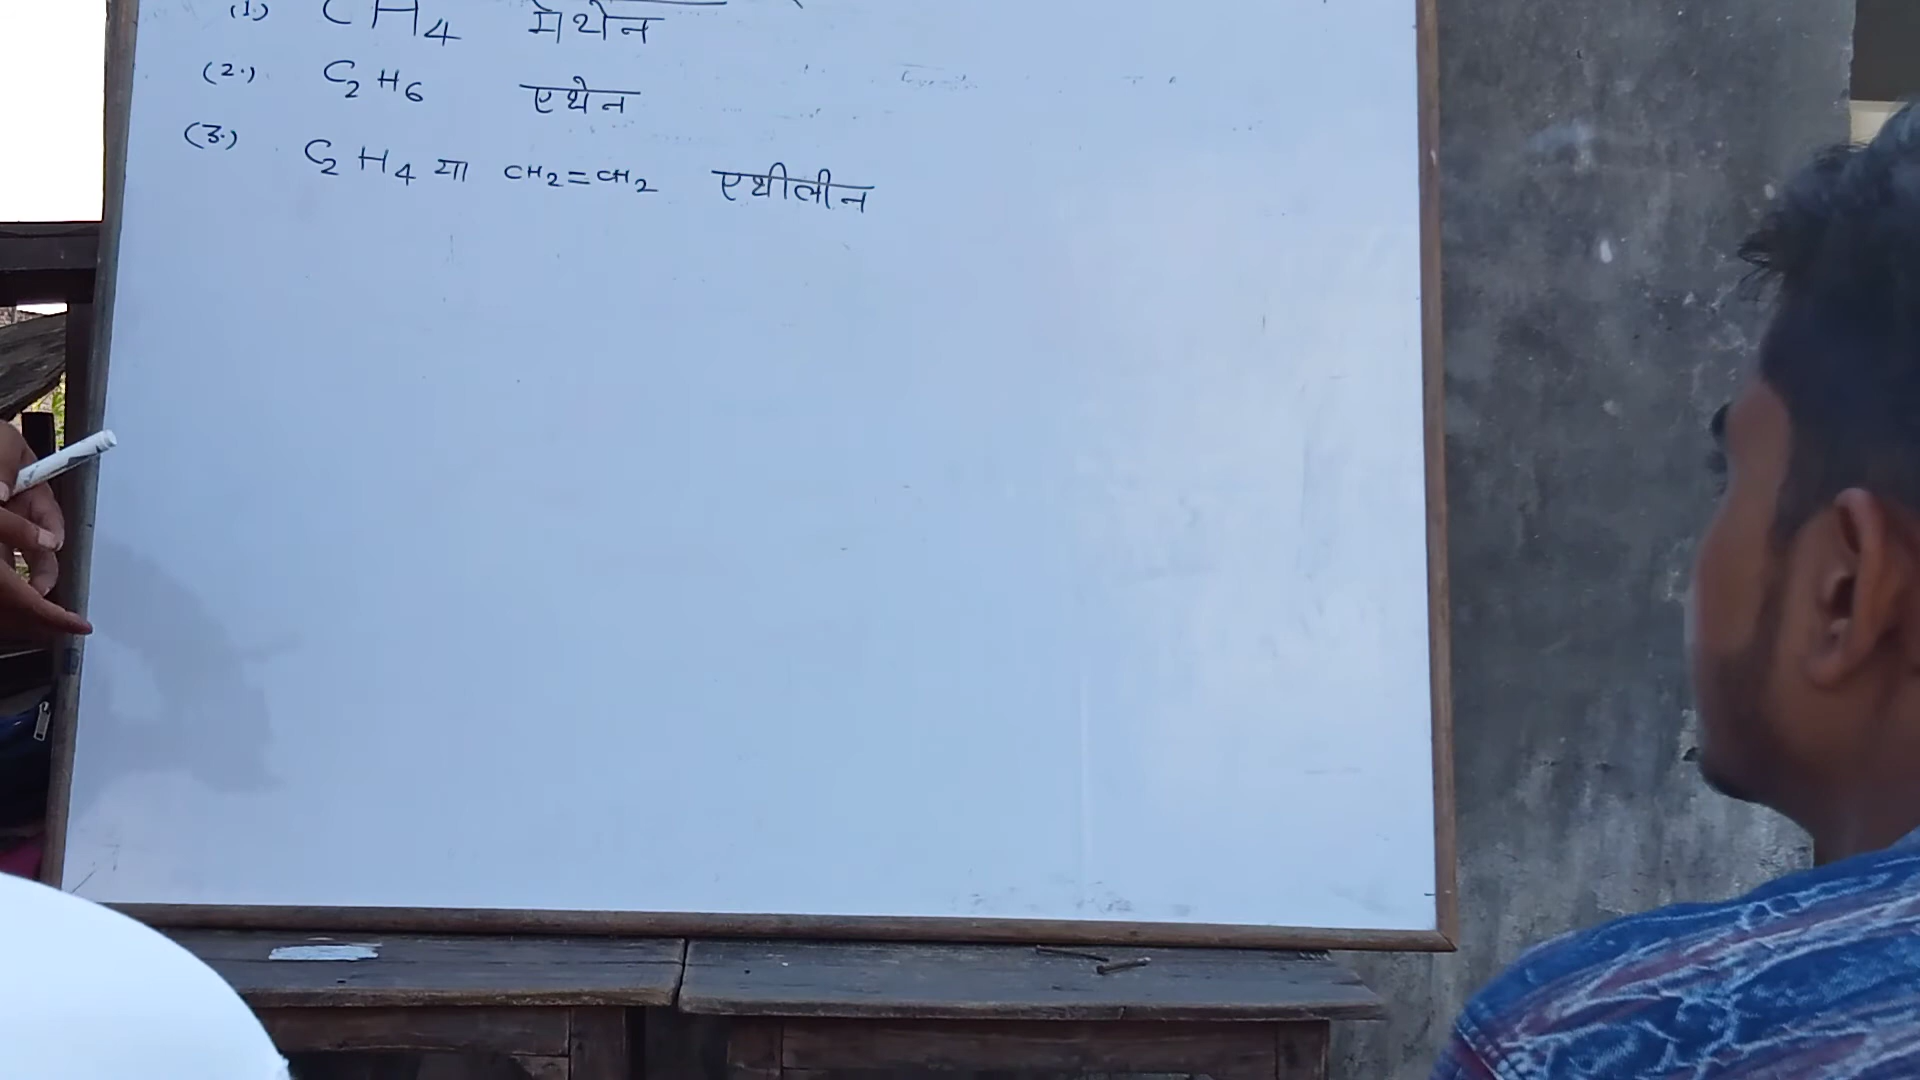 (1.) CH₄ मेथेन
(2.) C₂H₆ एथेन
(3.) C₂H₄ या CH₂=CH₂ एथीलीन